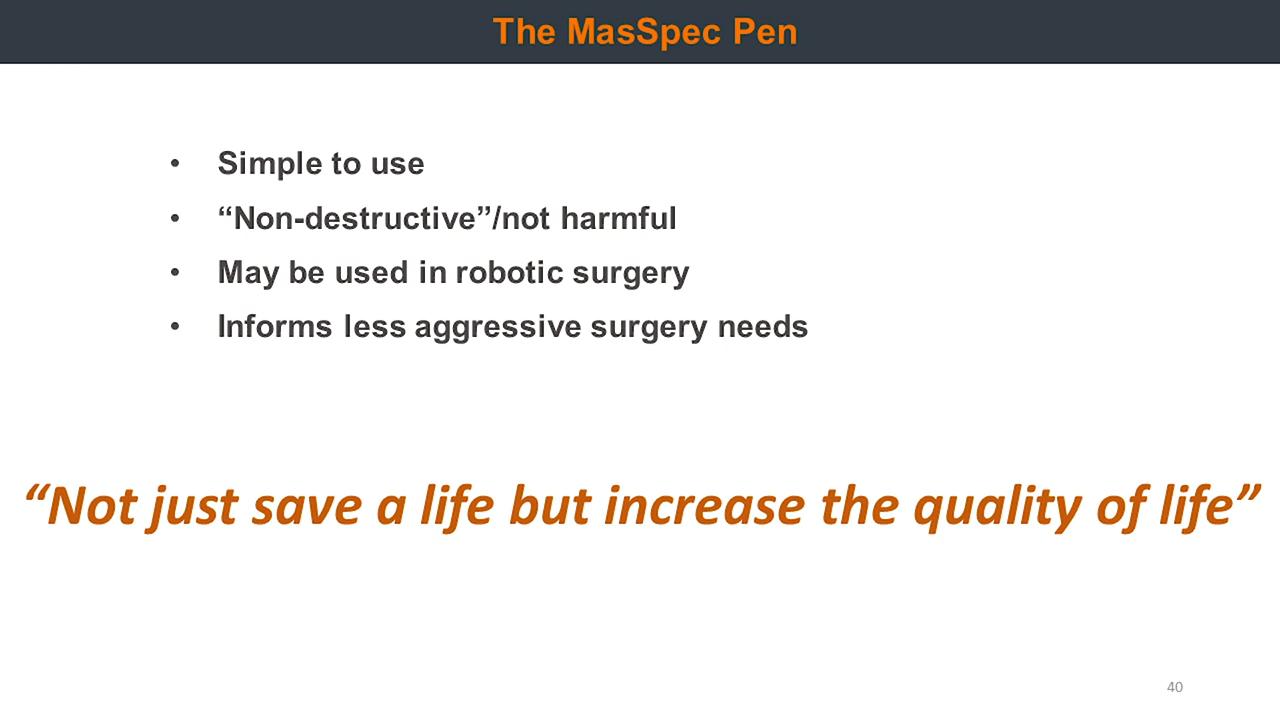 The MasSpec Pen
• Simple to use
• “Non-destructive”/not harmful
• May be used in robotic surgery
• Informs less aggressive surgery needs
“Not just save a life but increase the quality of life”
40